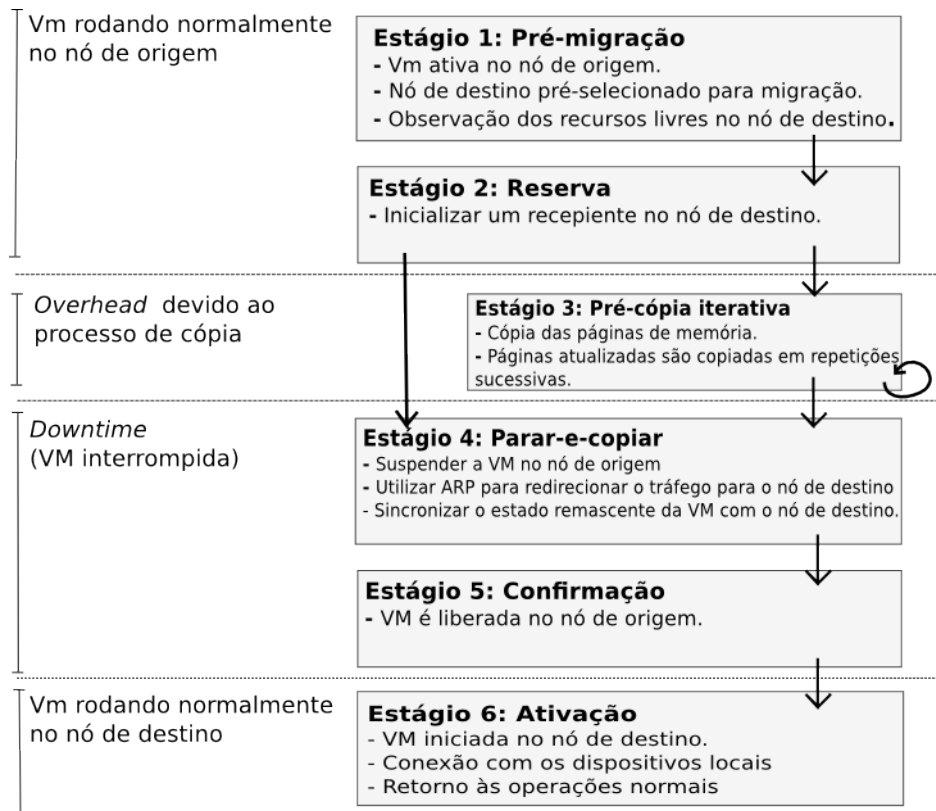 Vm rodando normalmente
no nó de origem
Estágio 1: Pré-migração
- Vm ativa no nó de origem.
- Nó de destino pré-selecionado para migração.
- Observação dos recursos livres no nó de destino.
Estágio 2: Reserva
- Inicializar um recepiente no nó de destino.
Overhead devido ao
processo de cópia
Estágio 3: Pré-cópia iterativa
- Cópia das páginas de memória.
- Páginas atualizadas são copiadas em repetições
sucessivas.
Downtime
(VM interrompida)
Estágio 4: Parar-e-copiar
- Suspender a VM no nó de origem
- Utilizar ARP para redirecionar o tráfego para o nó de destino
- Sincronizar o estado remascente da VM com o nó de destino.
Estágio 5: Confirmação
- VM é liberada no nó de origem.
Vm rodando normalmente
no nó de destino
Estágio 6: Ativação
- VM iniciada no nó de destino.
- Conexão com os dispositivos locais
- Retorno às operações normais